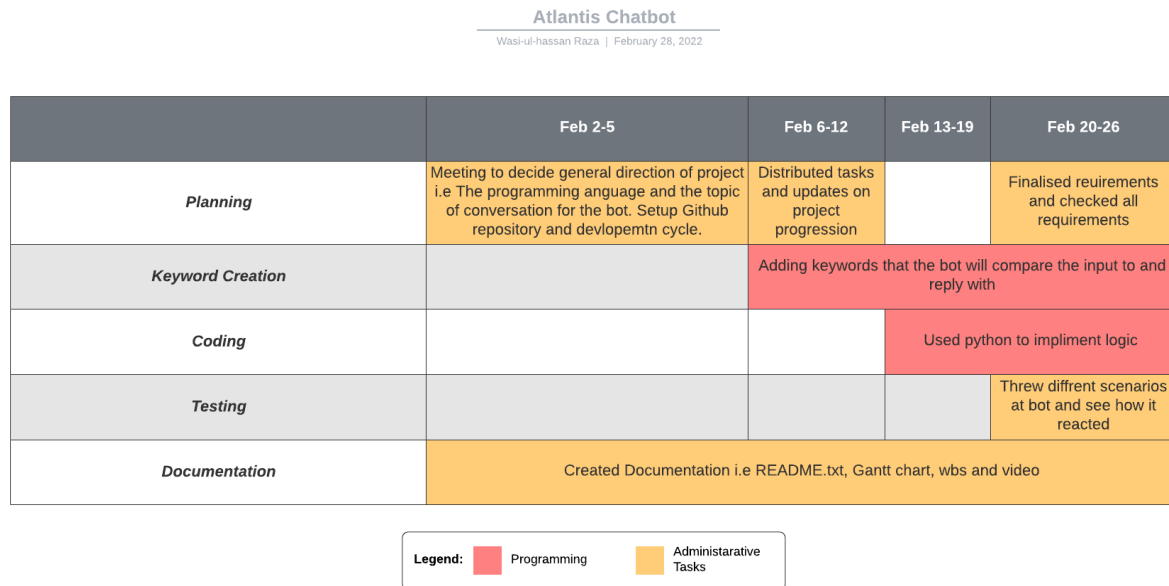 Atlantis Chatbot
Wasi-ul-hassan Raza | February 28, 2022
Feb 2-5
Feb 6-12
Feb 13-19
Feb 20-26
Planning
Meeting to decide general direction of project
i.e The programming anguage and the topic
of conversation for the bot. Setup Github
repository and devlopemtn cycle.
Distributed tasks
and updates on
project
progression
Finalised reuirements
and checked all
requirements
Keyword Creation
Adding keywords that the bot will compare the input to and
reply with
Coding
Used python to impliment logic
Testing
Threw diffrent scenarios
at bot and see how it
reacted
Documentation
Created Documentation i.e README.txt, Gantt chart, wbs and video
Legend:
Programming
Administarative
Tasks